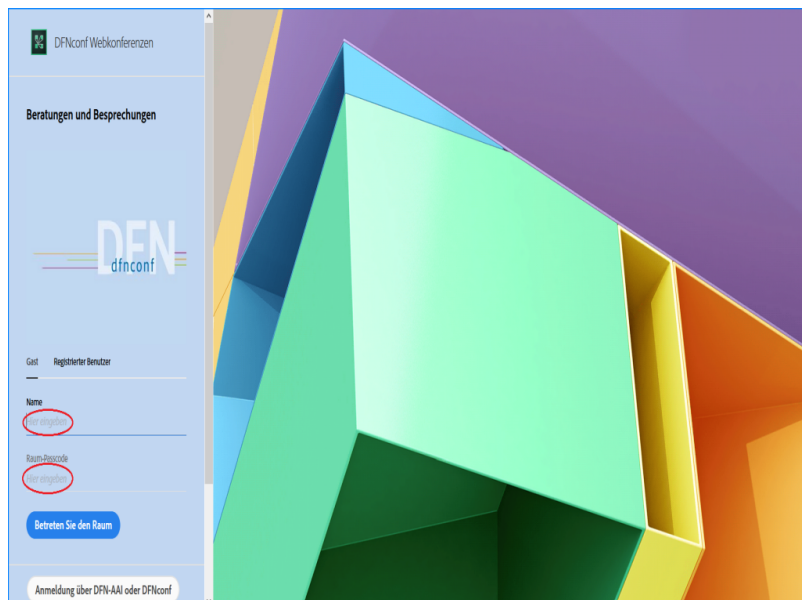 DFNconf Webkonferenzen
Beratungen und Besprechungen
DFN
dfnconf
Gast Registrierter Benutzer
Name
Hier eingeben
Raum-Passcode
Hier eingeben
Betreten Sie den Raum
Anmeldung über DFN-AAI oder DFNconf